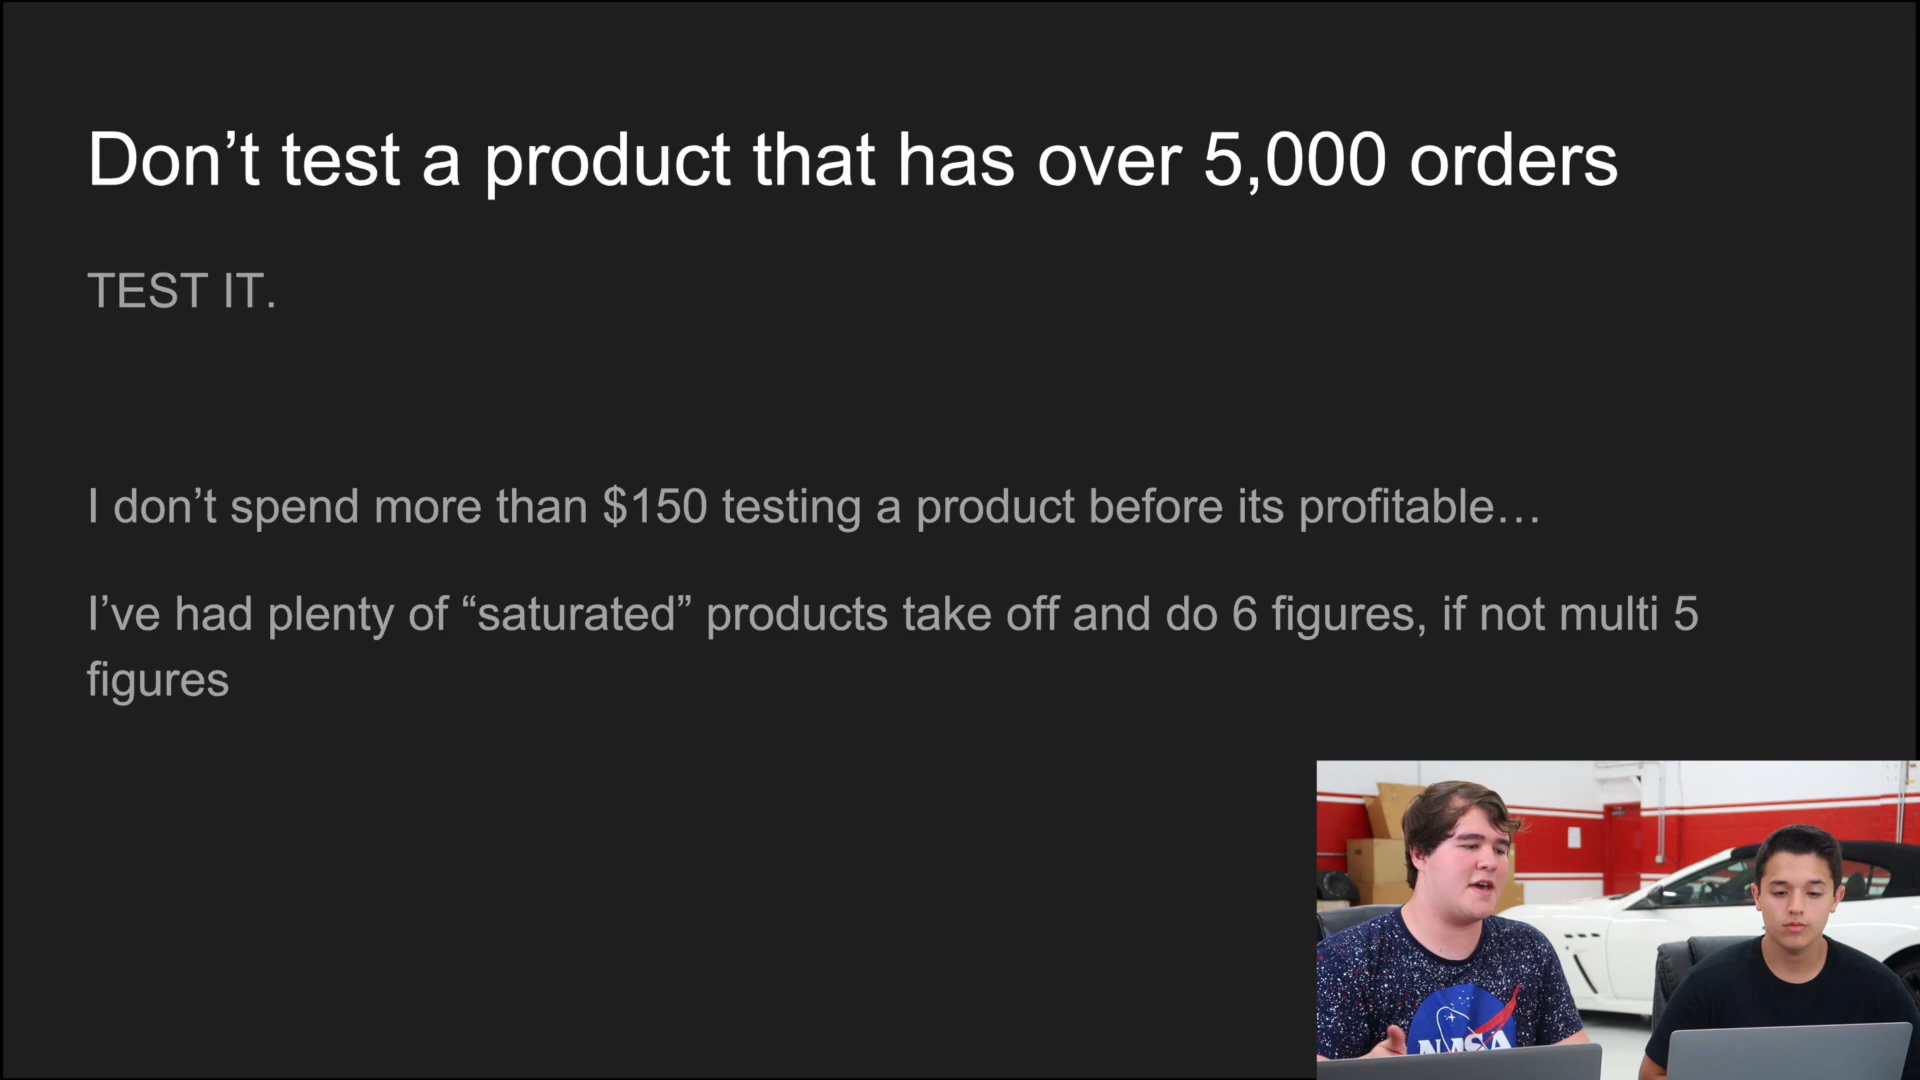 Don’t test a product that has over 5,000 orders
TEST IT.
I don’t spend more than $150 testing a product before its profitable…
I’ve had plenty of “saturated” products take off and do 6 figures, if not multi 5
figures
NASA